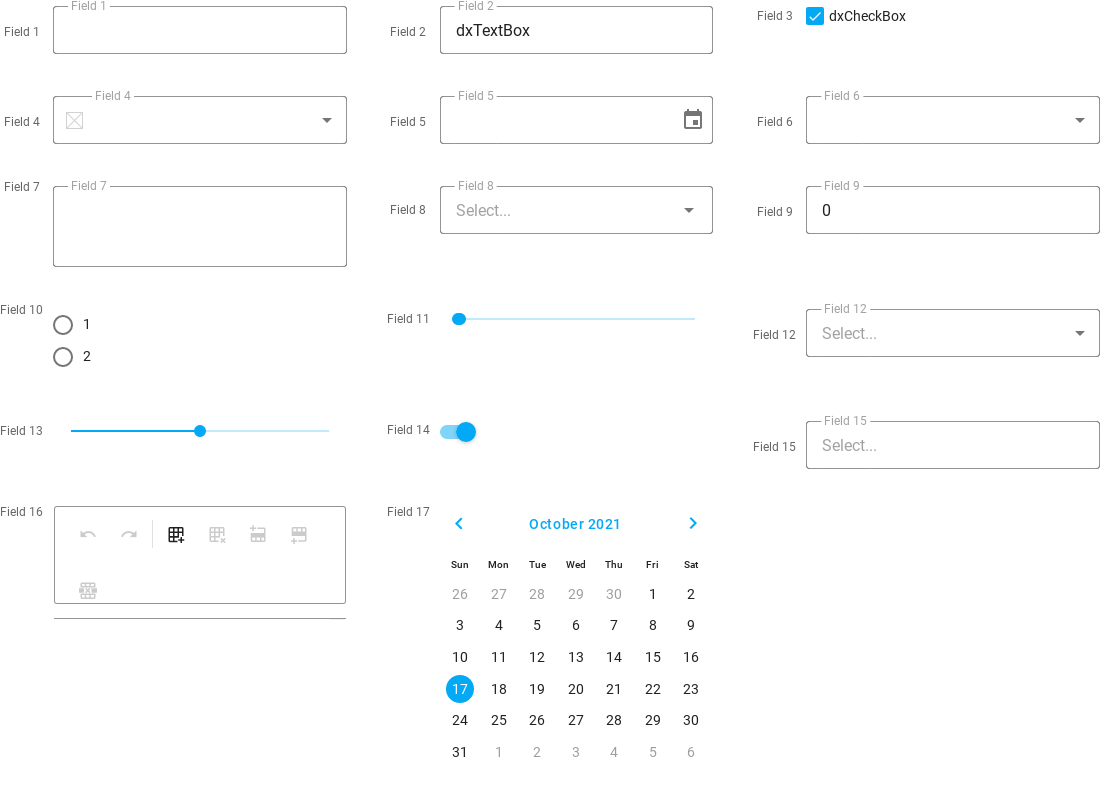 Field 1
Field 1
Field 2
Field 2
dxTextBox
Field 3
dxCheckBox
Field 4
Field 4
Field 5
Field 5
Field 6
Field 6
Field 7
Field 7
Field 8
Field 8
Select...
Field 9
Field 9
0
Field 10
1
2
Field 11
Field 12
Field 12
Select...
Field 13
Field 14
Field 15
Field 15
Select...
Field 16
Field 17
October 2021
Sun Mon Tue Wed Thu Fri Sat
26 27 28 29 30 1 2
3 4 5 6 7 8 9
10 11 12 13 14 15 16
17 18 19 20 21 22 23
24 25 26 27 28 29 30
31 1 2 3 4 5 6